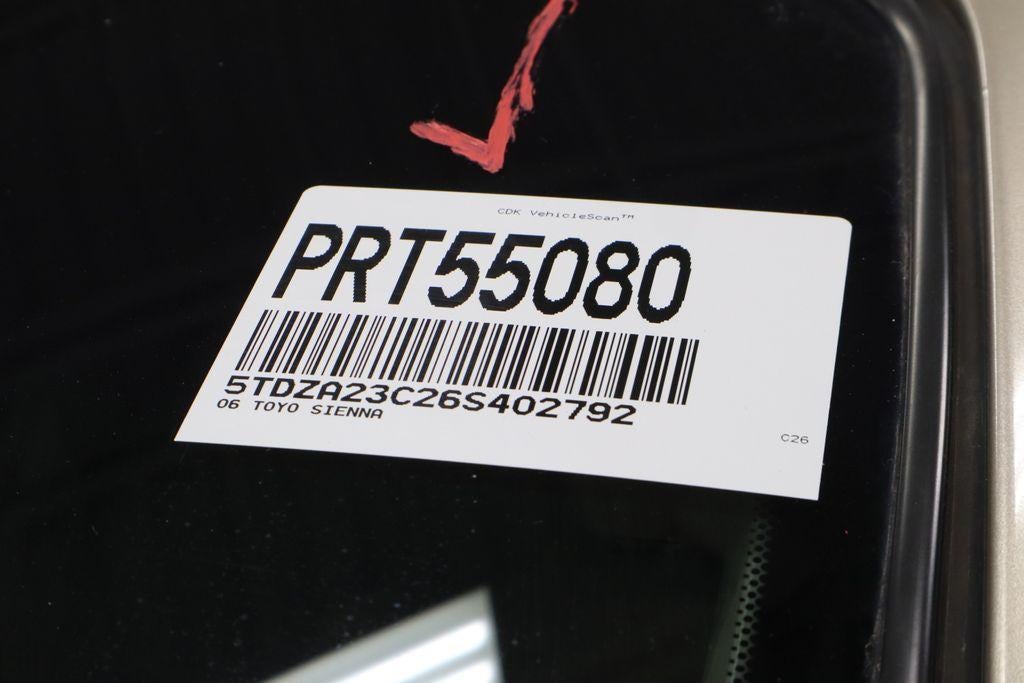 CDK VehicleScan™
PRT55080
5TDZA23C26S402792
06 TOYO SIENNA
C26